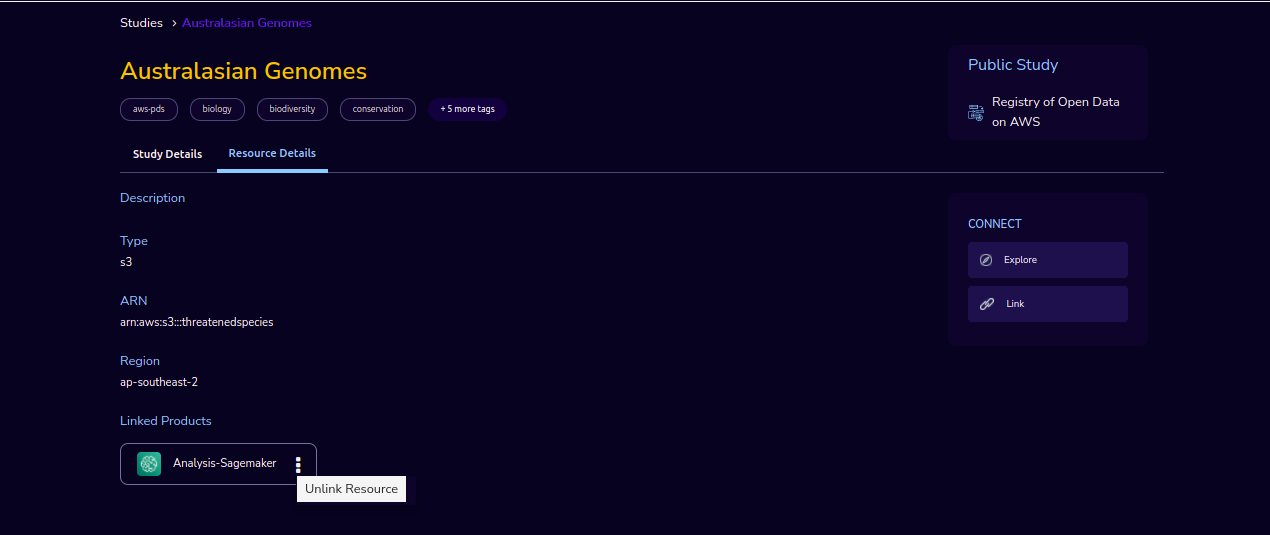 Studies › Australasian Genomes
Australasian Genomes
aws-pds biology biodiversity conservation + 5 more tags
Study Details Resource Details
Description
Type
s3
ARN
arn:aws:s3:::threatenedspecies
Region
ap-southeast-2
Linked Products
Analysis-Sagemaker
Unlink Resource
Public Study
Registry of Open Data
on AWS
CONNECT
Explore
Link